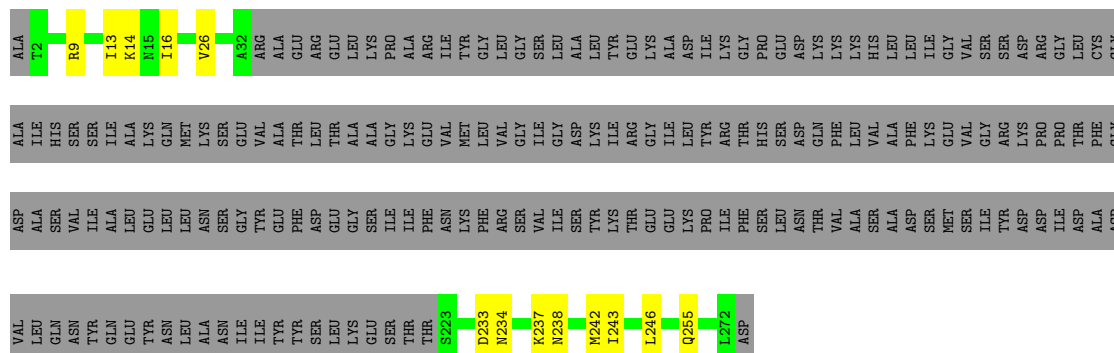 ALA T2 R9 I13 K14 N15 I16 V26 A32 ARG ALA GLU ARG GLU LEU LYS PRO ALA ARG ILE TYR GLY LEU GLY SER LEU ALA LEU TYR GLU LYS ALA ASP ILE LYS GLY PRO GLU ASP LYS LYS LYS HIS LEU LEU ILE GLY VAL SER SER ASP ARG GLY LEU CYS
ALA ILE HIS SER SER ILE ALA LYS GLN MET LYS SER GLU VAL ALA THR LEU THR ALA ALA GLY LYS GLU VAL MET LEU VAL GLY ILE GLY ASP LYS ILE ARG GLY ILE LEU TYR ARG THR HIS SER ASP GLN PHE LEU VAL ALA PHE LYS GLU VAL GLY ARG LYS PRO PRO THR PHE
ASP ALA SER VAL ILE ALA LEU GLU LEU LEU ASN SER GLY TYR GLU PHE ASP GLU GLY SER ILE ILE PHE ASN LYS PHE ARG SER VAL ILE SER TYR LYS THR GLU GLU LYS PRO ILE PHE SER LEU ASN THR VAL ALA SER ALA ASP SER MET SER ILE TYR ASP ASP ILE ASP ALA
VAL LEU GLN ASN TYR GLN GLU TYR ASN LEU ALA ASN ILE ILE TYR TYR SER LEU LYS GLU SER THR THR S223 D233 N234 K237 N238 M242 I243 L246 Q255 L272 ASP